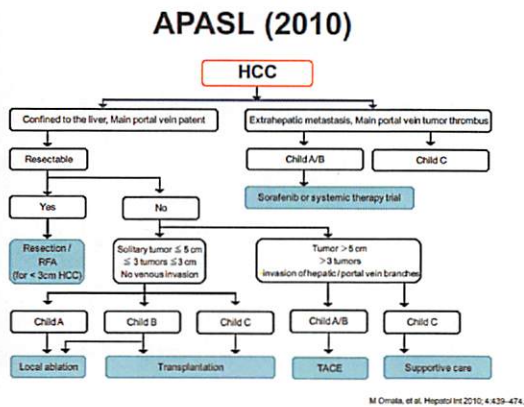 APASL (2010)
HCC
Confined to the liver, Main portal vein patent
Extrahepatic metastasis, Main portal vein tumor thrombus
Resectable
Child A/B
Child C
Sorafenib or systemic therapy trial
Yes
No
Resection /
RFA
(for < 3cm HCC)
Solitary tumor ≦ 5 cm
≦ 3 tumors ≦3 cm
No venous invasion
Tumor >5 cm
>3 tumors
invasion of hepatic/portal vein branches
Child A
Child B
Child C
Child A/B
Child C
Local ablation
Transplantation
TACE
Supportive care
M Omata, et al. Hepatol Int 2010; 4:439-474.